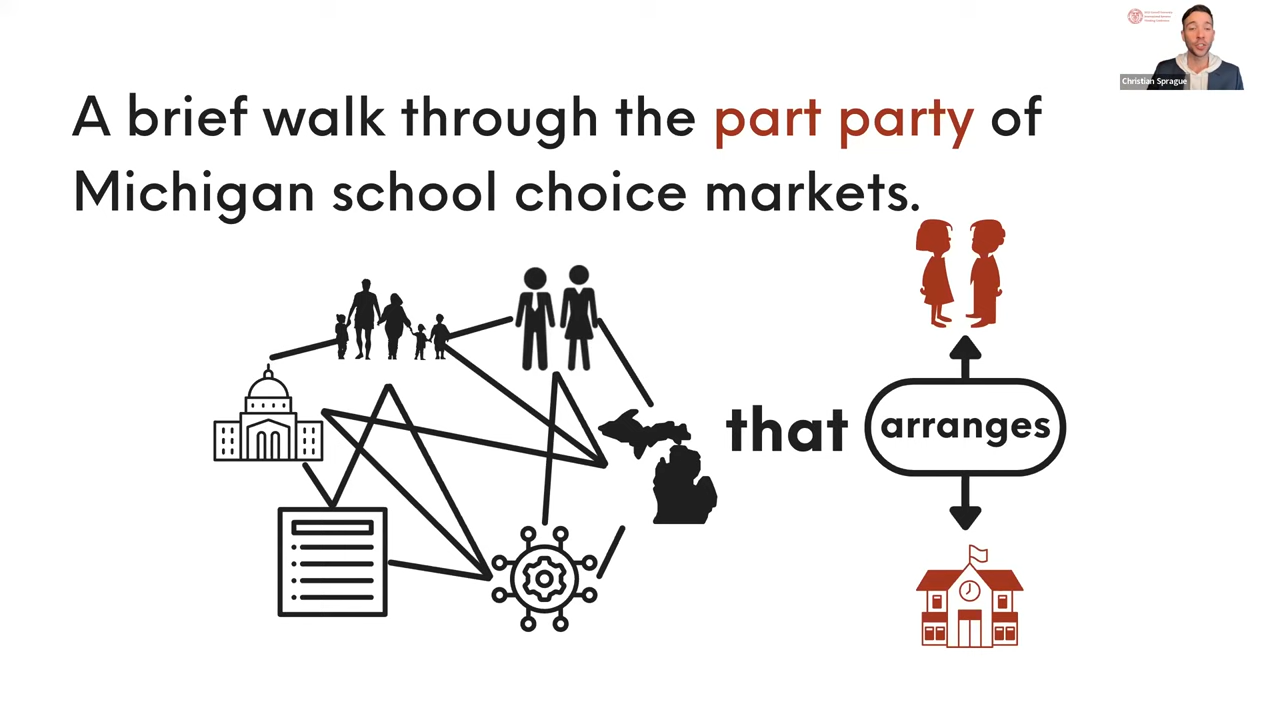 A brief walk through the part party of
Michigan school choice markets.
that
arranges
Christian Sprague